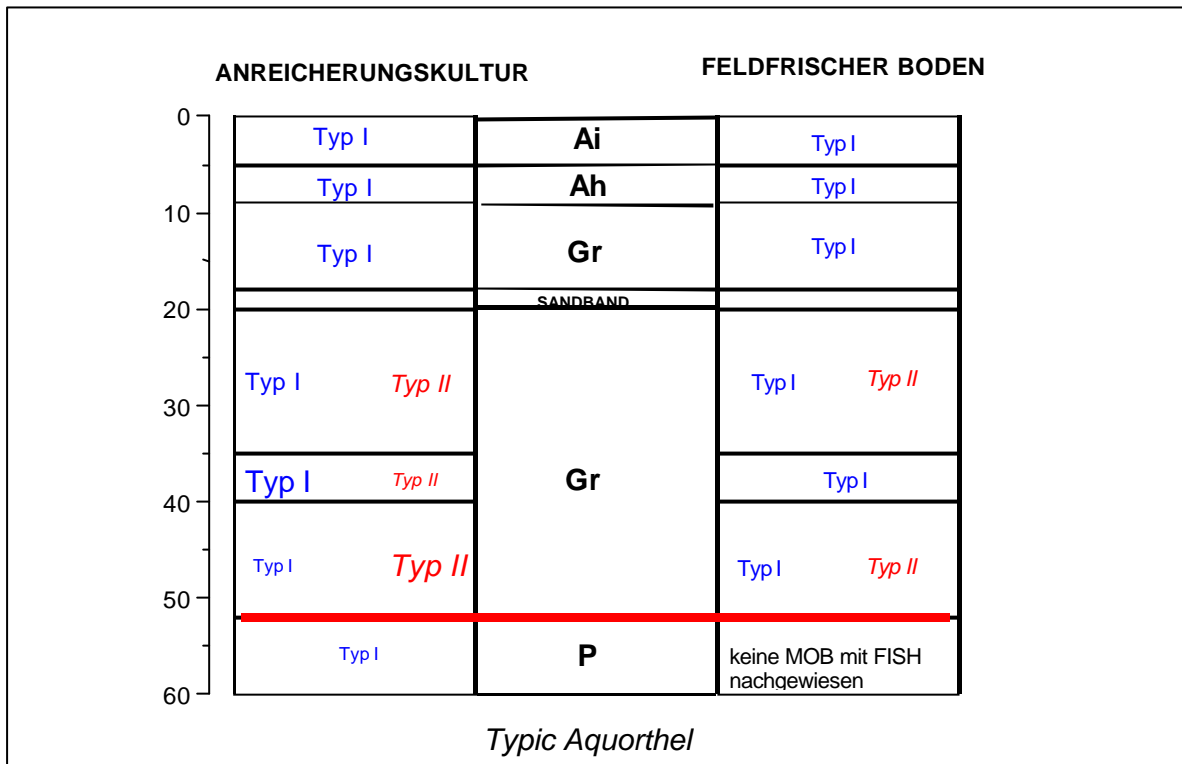 ANREICHERUNGSKULTUR FELDFRISCHER BODEN
0
Typ I Ai Typ I
Typ I Ah Typ I
10
Typ I Gr Typ I
SANDBAND
20
Typ I Typ II Typ I Typ II
30
Typ I Typ II Gr Typ I
40
Typ I Typ II Typ I Typ II
50
Typ I P keine MOB mit FISH
nachgewiesen
60
Typic Aquorthel